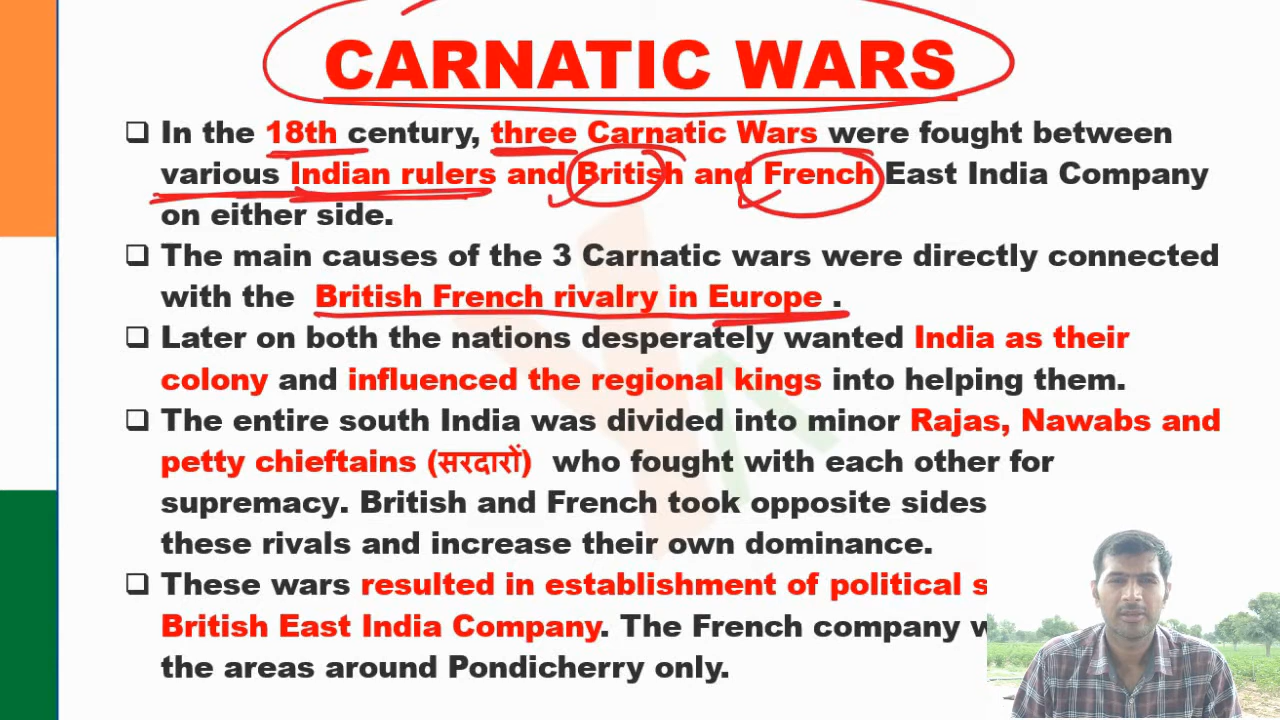 CARNATIC WARS
❑ In the 18th century, three Carnatic Wars were fought between
various Indian rulers and British and French East India Company
on either side.
❑ The main causes of the 3 Carnatic wars were directly connected
with the British French rivalry in Europe .
❑ Later on both the nations desperately wanted India as their
colony and influenced the regional kings into helping them.
❑ The entire south India was divided into minor Rajas, Nawabs and
petty chieftains (सरदारों) who fought with each other for
supremacy. British and French took opposite sides
these rivals and increase their own dominance.
❑ These wars resulted in establishment of political
British East India Company. The French company
the areas around Pondicherry only.